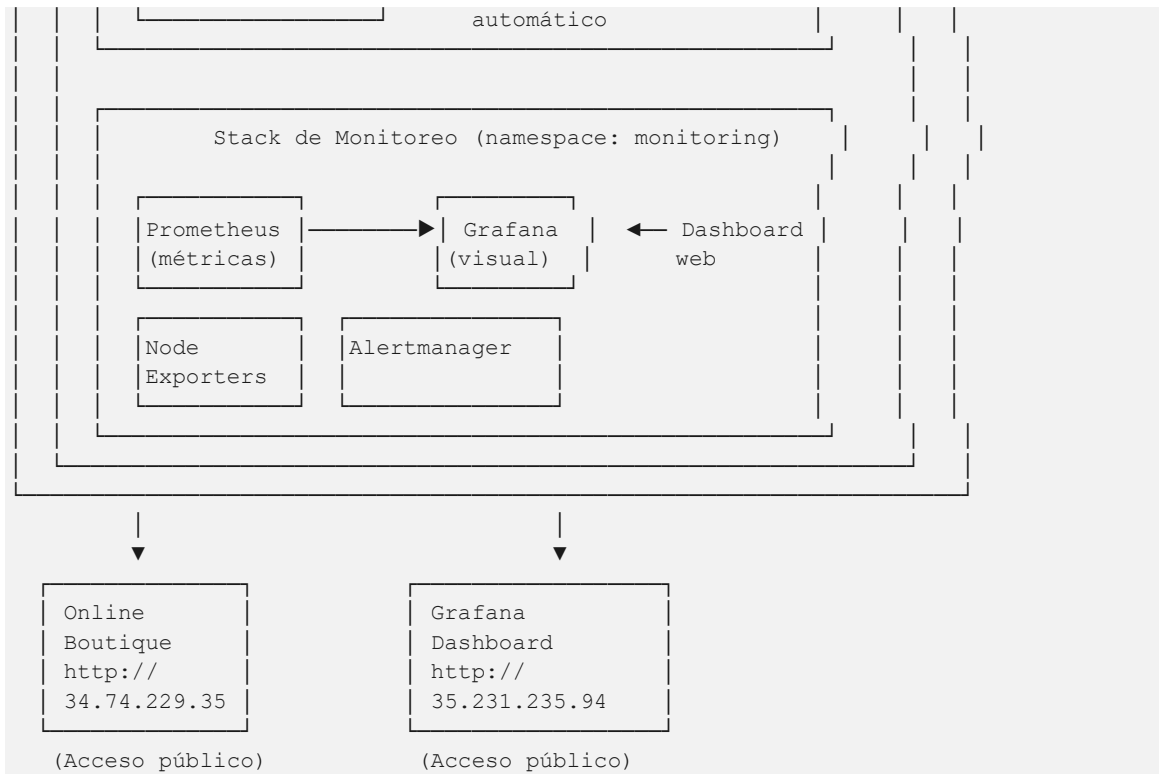 automático
Stack de Monitoreo (namespace: monitoring)
Prometheus Grafana Dashboard
(métricas) (visual) web
Node Alertmanager
Exporters
Online Grafana
Boutique Dashboard
http:// http://
34.74.229.35 35.231.235.94
(Acceso público) (Acceso público)